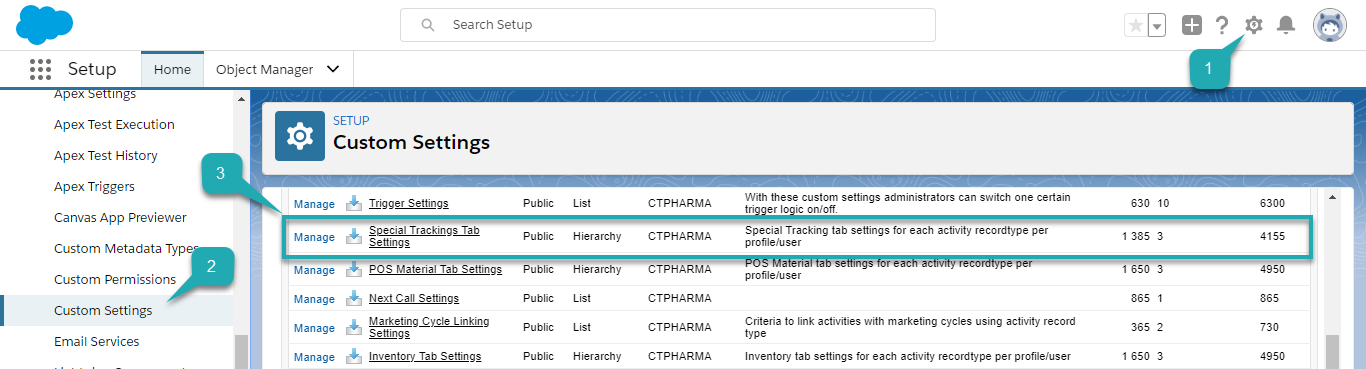 Search Setup
1
Setup
Home
Object Manager
Apex Settings
Apex Test Execution
Apex Test History
Apex Triggers
Canvas App Previewer
Custom Metadata Types
2
Custom Permissions
Custom Settings
Email Services
SETUP
Custom Settings
3
Manage Trigger Settings Public List CTPHARMA With these custom settings administrators can switch one certain 630 10 6300
trigger logic on/off.
Manage Special Trackings Tab Public Hierarchy CTPHARMA Special Tracking tab settings for each activity recordtype per 1 385 3 4155
Settings profile/user
Manage POS Material Tab Settings Public Hierarchy CTPHARMA POS Material tab settings for each activity recordtype per 1 650 3 4950
profile/user
Manage Next Call Settings Public List 865 1 865
Manage Marketing Cycle Linking Public List CTPHARMA Criteria to link activities with marketing cycles using activity record 365 2 730
Settings type
Manage Inventory Tab Settings Public Hierarchy CTPHARMA Inventory tab settings for each activity recordtype per profile/user 1 650 3 4950